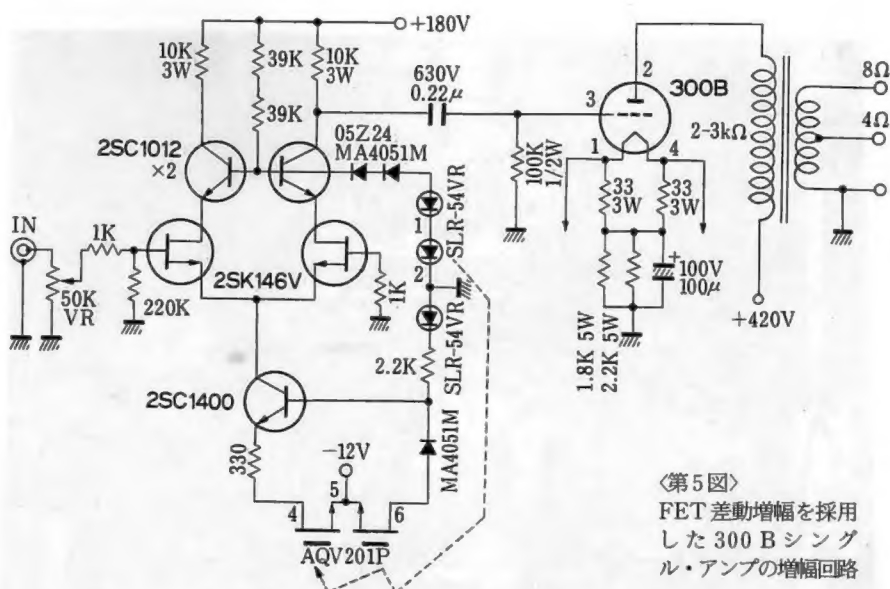 +180V
10K
3W
39K
10K
3W
39K
630V
0.22μ
2SC1012
×2
05Z24
MA4051M
3
2
300B
1
4
100K
1/2W
33
3W
33
3W
2-3kΩ
8Ω
4Ω
+420V
100V
100μ
1.8K 5W
2.2K 5W
IN
1K
50K
VR
220K
2SK146V
1K
SLR-54VR
1
2
SLR-54VR
2.2K
2SC1400
MA4051M
330
-12V
4
5
6
AQV201P
〈第5図〉
FET差動増幅を採用
した300Bシング
ル・アンプの増幅回路